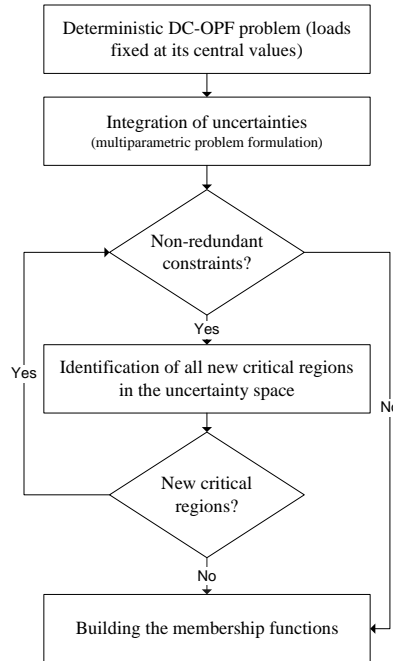 Deterministic DC-OPF problem (loads
fixed at its central values)
Integration of uncertainties
(multiparametric problem formulation)
Non-redundant
constraints?
Yes
Identification of all new critical regions
in the uncertainty space
Yes
No
New critical
regions?
No
Building the membership functions